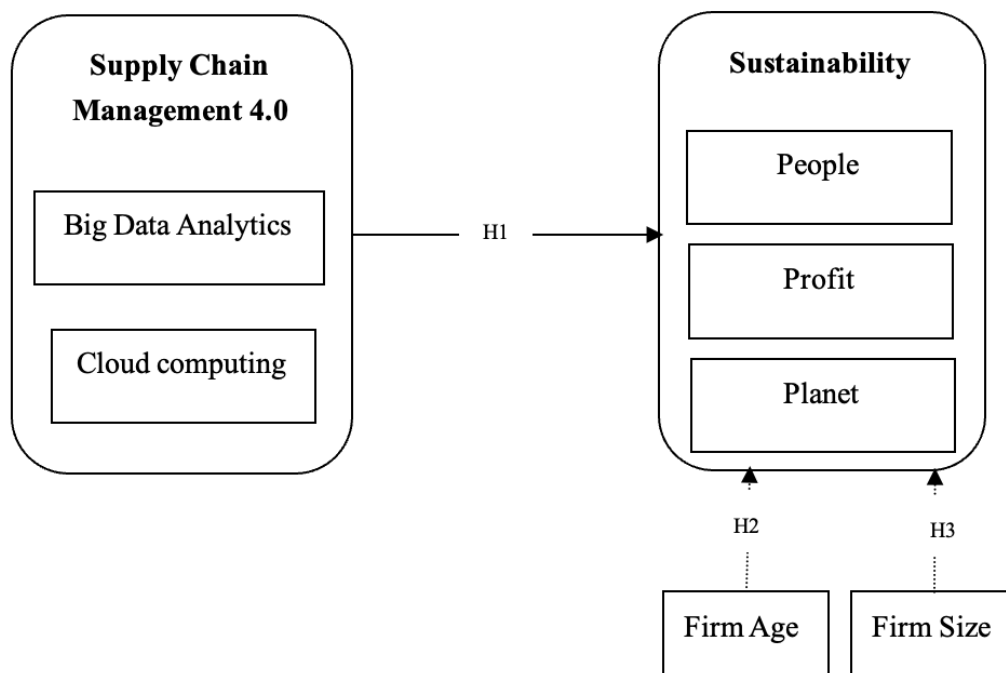 Supply Chain
Management 4.0
Big Data Analytics
Cloud computing
H1
Sustainability
People
Profit
Planet
H2
H3
Firm Age
Firm Size